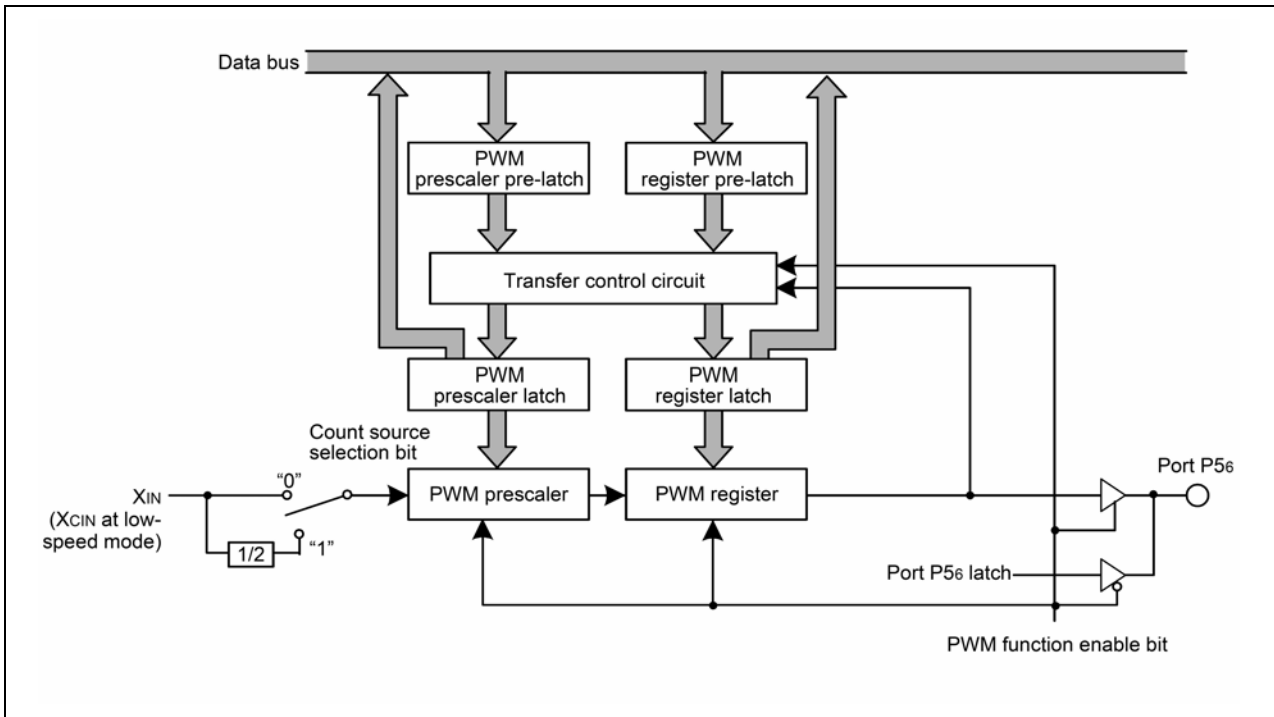 Data bus
PWM
prescaler pre-latch
PWM
register pre-latch
Transfer control circuit
PWM
prescaler latch
PWM
register latch
Count source
selection bit
XIN
(XCIN at low-
speed mode)
“0”
“1”
1/2
PWM prescaler
PWM register
Port P56
Port P56 latch
PWM function enable bit